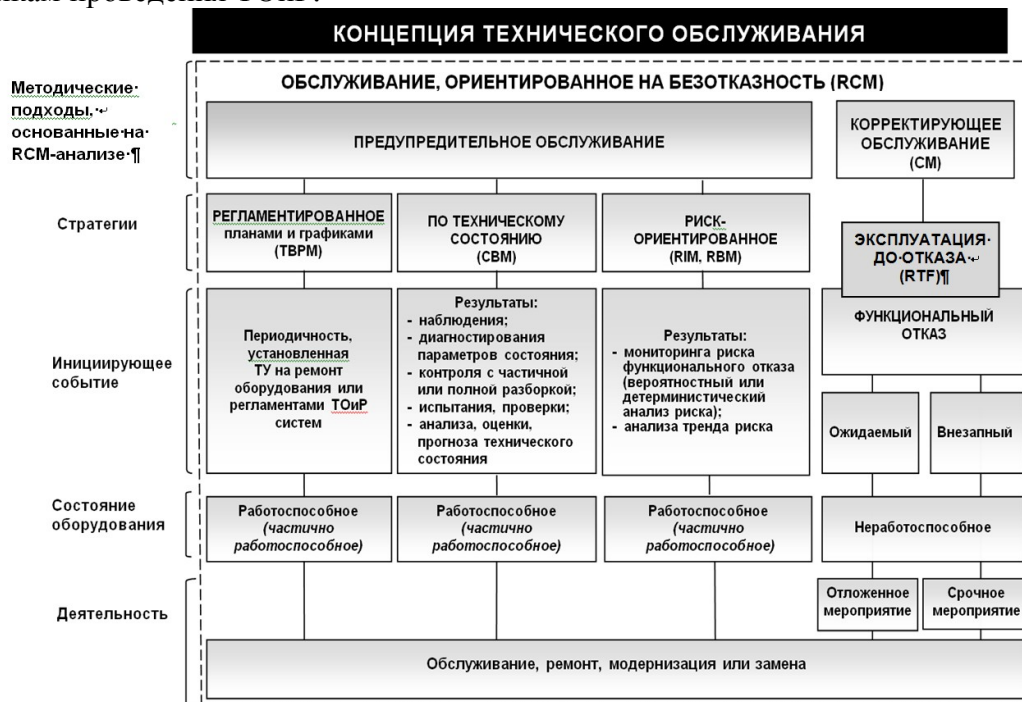 проведения ТОиР.
КОНЦЕПЦИЯ ТЕХНИЧЕСКОГО ОБСЛУЖИВАНИЯ
Методические·
подходы,·↵
основанные·на·
RCM-анализе·¶
ОБСЛУЖИВАНИЕ, ОРИЕНТИРОВАННОЕ НА БЕЗОТКАЗНОСТЬ (RCM)
ПРЕДУПРЕДИТЕЛЬНОЕ ОБСЛУЖИВАНИЕ
КОРРЕКТИРУЮЩЕЕ
ОБСЛУЖИВАНИЕ
(CM)
Стратегии
РЕГЛАМЕНТИРОВАННОЕ
планами и графиками
(TBPM)
ПО ТЕХНИЧЕСКОМУ
СОСТОЯНИЮ
(CBM)
РИСК-
ОРИЕНТИРОВАННОЕ
(RIM, RBM)
ЭКСПЛУАТАЦИЯ·
ДО·ОТКАЗА·↵
(RTF)¶
Инициирующее
событие
Периодичность,
установленная
ТУ на ремонт
оборудования или
регламентами ТОиР
систем
Результаты:
- наблюдения;
- диагностирования
параметров состояния;
- контроля с частичной
или полной разборкой;
- испытания, проверки;
- анализа, оценки,
прогноза технического
состояния
Результаты:
- мониторинга риска
функционального отказа
(вероятностный или
детерминистический
анализ риска);
- анализа тренда риска
ФУНКЦИОНАЛЬНЫЙ
ОТКАЗ
Ожидаемый
Внезапный
Состояние
оборудования
Работоспособное
(частично
работоспособное)
Работоспособное
(частично
работоспособное)
Работоспособное
(частично
работоспособное)
Неработоспособное
Деятельность
Отложенное
мероприятие
Срочное
мероприятие
Обслуживание, ремонт, модернизация или замена